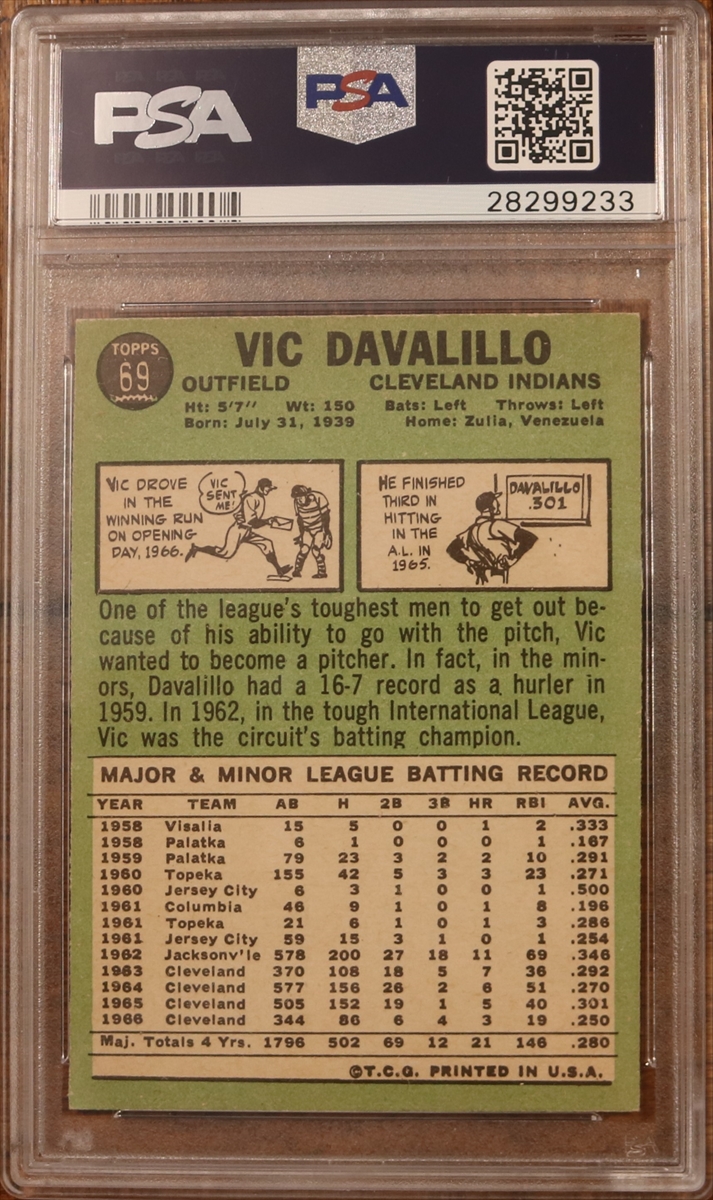 PSA
PSA
28299233
TOPPS
69
VIC DAVALILLO
OUTFIELD CLEVELAND INDIANS
Ht: 5'7" Wt: 150 Bats: Left Throws: Left
Born: July 31, 1939 Home: Zulia, Venezuela
VIC DROVE
IN THE
WINNING RUN
ON OPENING
DAY, 1966.
VIC
SENT
ME!
HE FINISHED
THIRD IN
HITTING
IN THE
A.L. IN
1965.
DAVALILLO
.301
One of the league's toughest men to get out be-
cause of his ability to go with the pitch, Vic
wanted to become a pitcher. In fact, in the min-
ors, Davalillo had a 16-7 record as a hurler in
1959. In 1962, in the tough International League,
Vic was the circuit's batting champion.
MAJOR & MINOR LEAGUE BATTING RECORD
YEAR TEAM AB H 2B 3B HR RBI AVG.
1958 Visalia 15 5 0 0 1 2 .333
1958 Palatka 6 1 0 0 0 1 .167
1959 Palatka 79 23 3 2 2 10 .291
1960 Topeka 155 42 5 3 3 23 .271
1960 Jersey City 6 3 1 0 0 1 .500
1961 Columbia 46 9 1 0 1 8 .196
1961 Topeka 21 6 1 0 1 3 .286
1961 Jersey City 59 15 3 1 0 1 .254
1962 Jacksonv'le 578 200 27 18 11 69 .346
1963 Cleveland 370 108 18 5 7 36 .292
1964 Cleveland 577 156 26 2 6 51 .270
1965 Cleveland 505 152 19 1 5 40 .301
1966 Cleveland 344 86 6 4 3 19 .250
Maj. Totals 4 Yrs. 1796 502 69 12 21 146 .280
©T.C.G. PRINTED IN U.S.A.